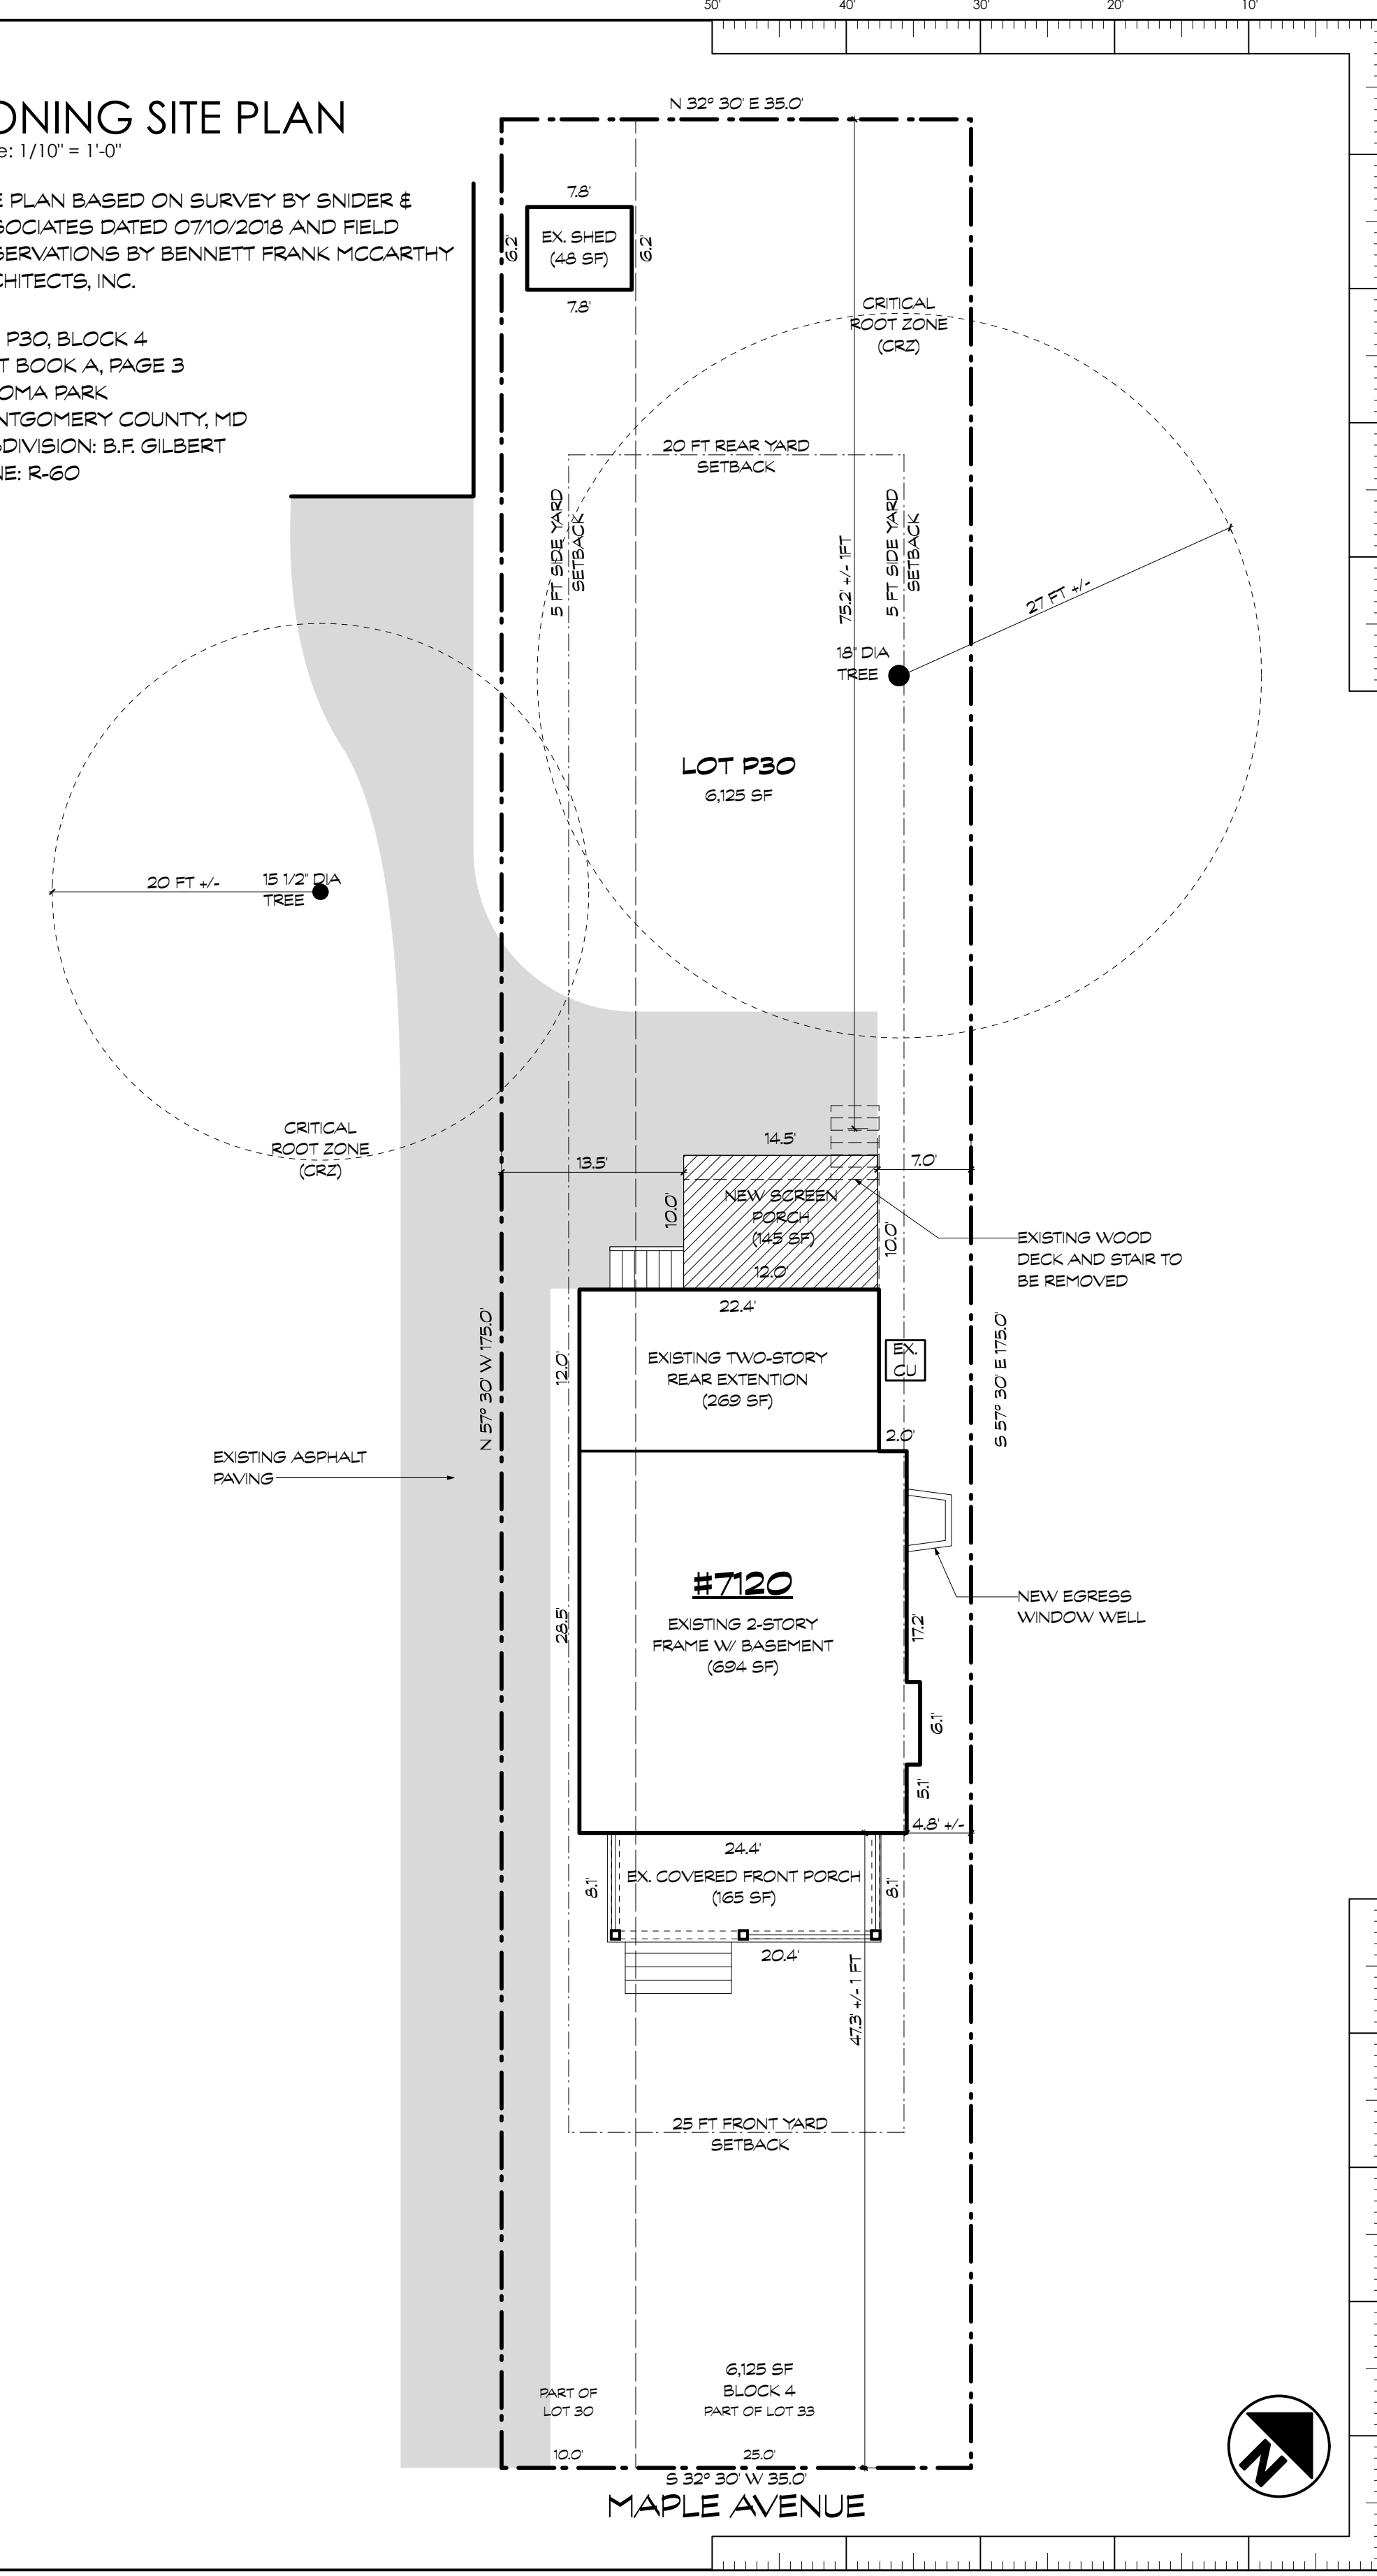 50' 40' 30' 20' 10'
ONING SITE PLAN
e: 1/10" = 1'-0"
E PLAN BASED ON SURVEY BY SNIDER &
SOCIATES DATED 07/10/2018 AND FIELD
SERVATIONS BY BENNETT FRANK MCCARTHY
CHITECTS, INC.
P30, BLOCK 4
T BOOK A, PAGE 3
OMA PARK
NTGOMERY COUNTY, MD
BDIVISION: B.F. GILBERT
NE: R-60
N 32° 30' E 35.0'
7.8'
6.2'
EX. SHED
(48 SF)
6.2'
7.8'
CRITICAL
ROOT ZONE
(CRZ)
20 FT REAR YARD
SETBACK
5 FT SIDE YARD
SETBACK
75.2' +/- 1FT
5 FT SIDE YARD
SETBACK
27 FT +/-
18" DIA
TREE
LOT P30
6,125 SF
20 FT +/-
15 1/2" DIA
TREE
CRITICAL
ROOT ZONE
(CRZ)
14.5'
13.5'
7.0'
10.0'
NEW SCREEN
PORCH
(145 SF)
10.0'
12.0'
EXISTING WOOD
DECK AND STAIR TO
BE REMOVED
22.4'
N 57° 30' W 175.0'
S 57° 30' E 175.0'
12.0'
EXISTING TWO-STORY
REAR EXTENTION
(269 SF)
EX.
CU
2.0'
EXISTING ASPHALT
PAVING
#7120
EXISTING 2-STORY
FRAME W/ BASEMENT
(694 SF)
28.5'
17.2'
NEW EGRESS
WINDOW WELL
6.1'
5.1'
4.8' +/-
24.4'
8.1'
EX. COVERED FRONT PORCH
(165 SF)
8.1'
20.4'
47.3' +/- 1 FT
25 FT FRONT YARD
SETBACK
PART OF
LOT 30
6,125 SF
BLOCK 4
PART OF LOT 33
10.0'
25.0'
S 32° 30' W 35.0'
MAPLE AVENUE
N